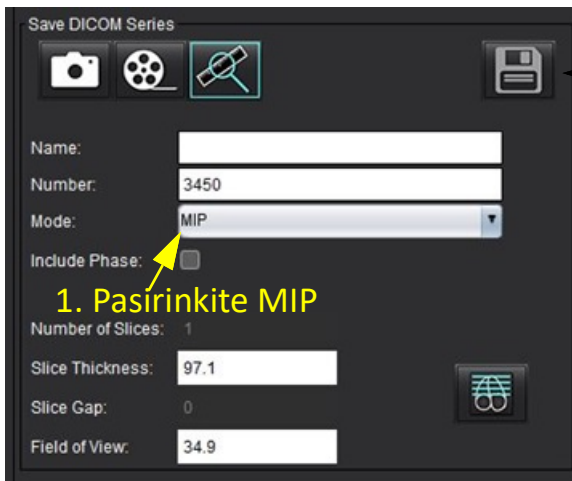 Save DICOM Series
Name:
Number: 3450
Mode: MIP
Include Phase:
1. Pasirinkite MIP
Number of Slices: 1
Slice Thickness: 97.1
Slice Gap: 0
Field of View: 34.9